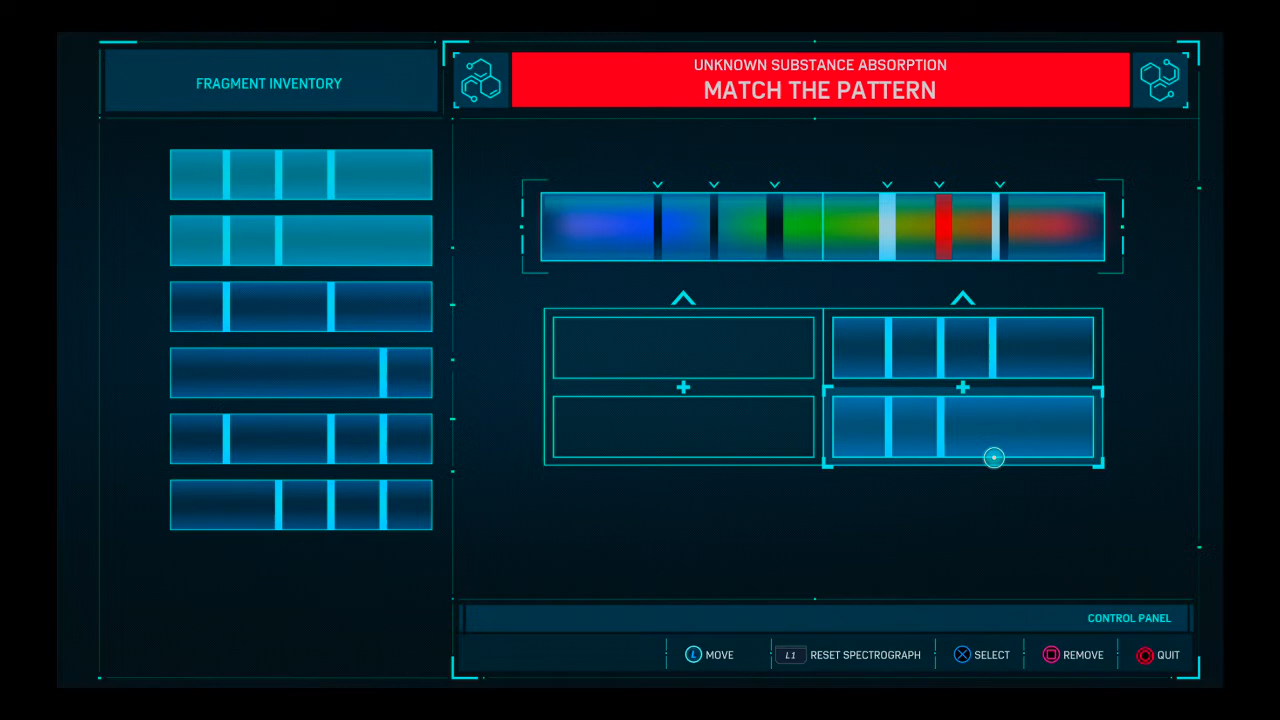 FRAGMENT INVENTORY
UNKNOWN SUBSTANCE ABSORPTION
MATCH THE PATTERN
CONTROL PANEL
L MOVE
L1 RESET SPECTROGRAPH
SELECT
REMOVE
QUIT